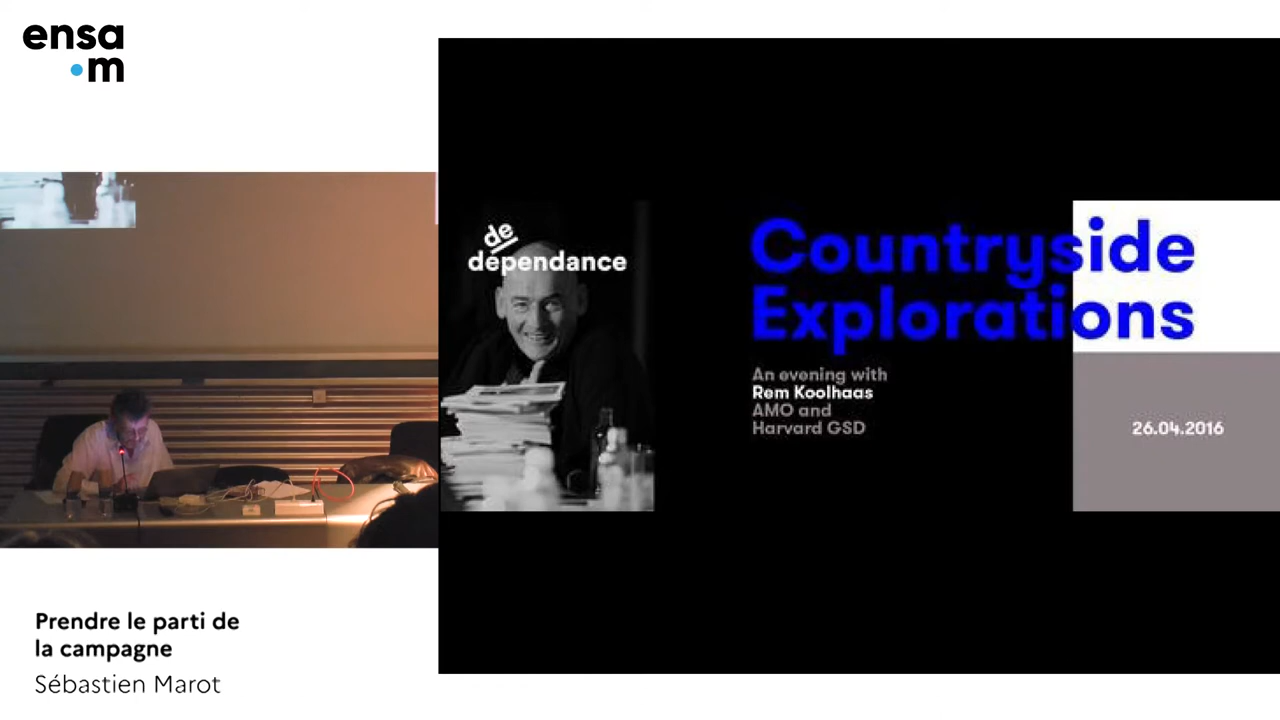 ensa
•m
de
dépendance
Countryside
Explorations
An evening with
Rem Koolhaas
AMO and
Harvard GSD
26.04.2016
Prendre le parti de
la campagne
Sébastien Marot